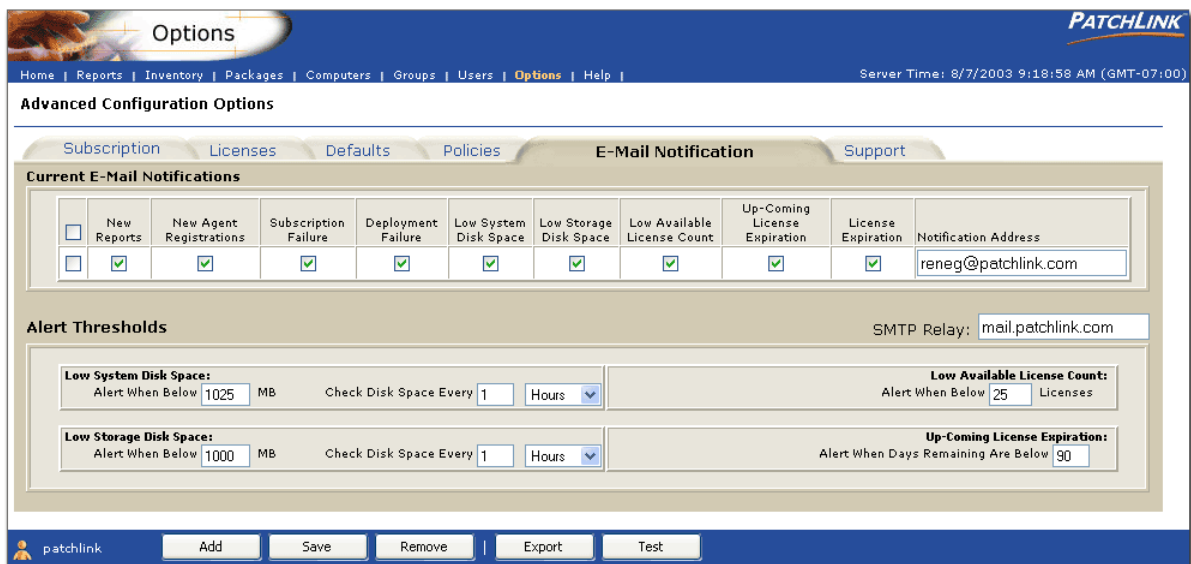 Options
PATCHLINK
Home | Reports | Inventory | Packages | Computers | Groups | Users | Options | Help |
Server Time: 8/7/2003 9:18:58 AM (GMT-07:00)
Advanced Configuration Options
Subscription Licenses Defaults Policies E-Mail Notification Support
Current E-Mail Notifications
New Reports
New Agent Registrations
Subscription Failure
Deployment Failure
Low System Disk Space
Low Storage Disk Space
Low Available License Count
Up-Coming License Expiration
License Expiration
Notification Address
reneg@patchlink.com
Alert Thresholds
SMTP Relay: mail.patchlink.com
Low System Disk Space:
Alert When Below 1025 MB Check Disk Space Every 1 Hours
Low Available License Count:
Alert When Below 25 Licenses
Low Storage Disk Space:
Alert When Below 1000 MB Check Disk Space Every 1 Hours
Up-Coming License Expiration:
Alert When Days Remaining Are Below 90
patchlink Add Save Remove | Export Test